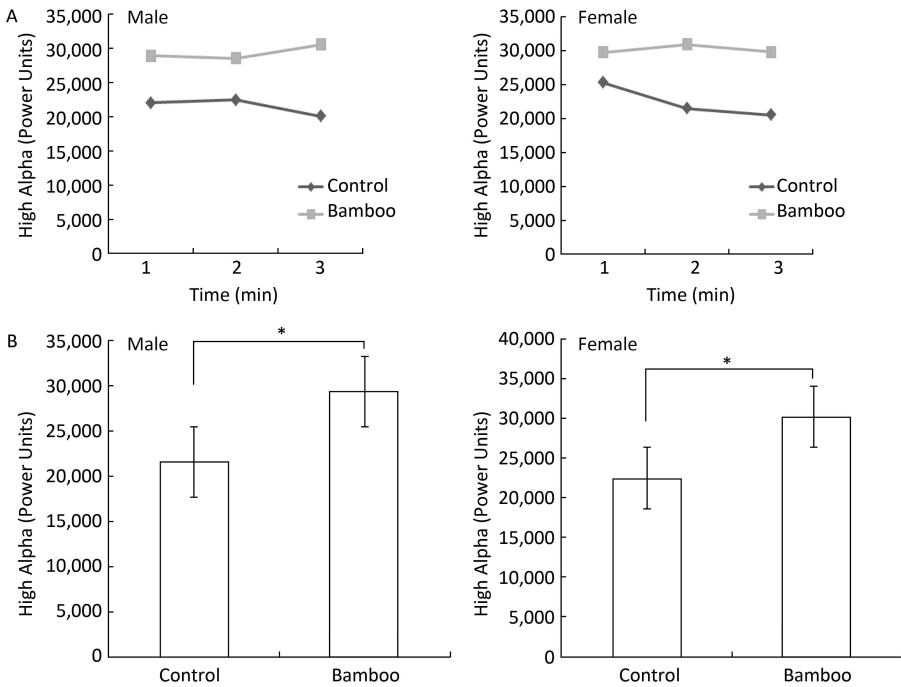 A
Male
High Alpha (Power Units)
35,000
30,000
25,000
20,000
15,000
10,000
5,000
0
Control
Bamboo
1 2 3
Time (min)
Female
High Alpha (Power Units)
35,000
30,000
25,000
20,000
15,000
10,000
5,000
0
Control
Bamboo
1 2 3
Time (min)
B
Male
High Alpha (Power Units)
35,000
30,000
25,000
20,000
15,000
10,000
5,000
0
*
Control Bamboo
Female
High Alpha (Power Units)
40,000
35,000
30,000
25,000
20,000
15,000
10,000
5,000
0
*
Control Bamboo